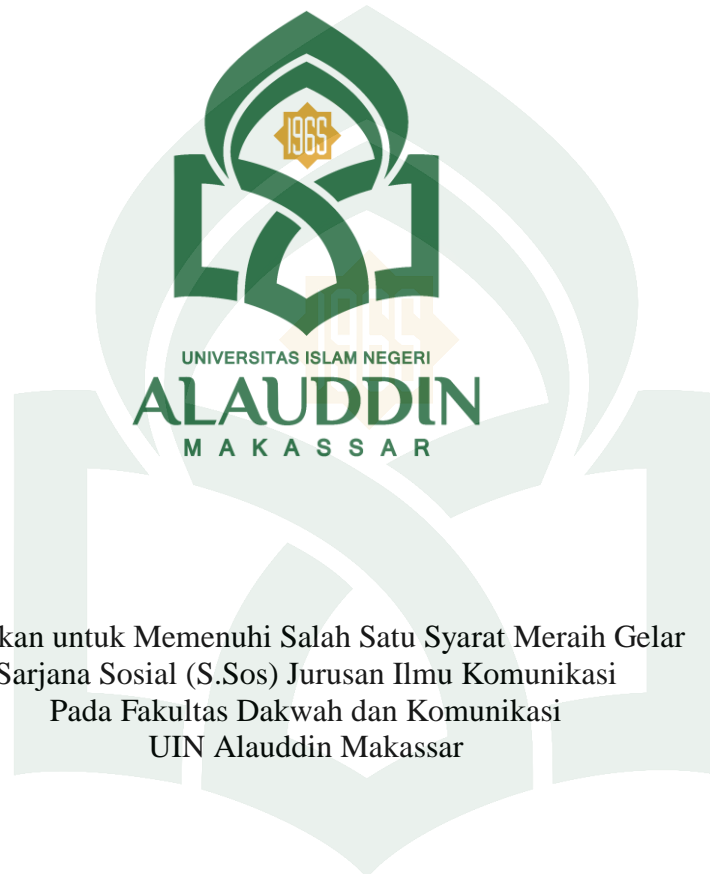 1965
UNIVERSITAS ISLAM NEGERI
ALAUDDIN
MAKASSAR
kan untuk Memenuhi Salah Satu Syarat Meraih Gelar
Sarjana Sosial (S.Sos) Jurusan Ilmu Komunikasi
Pada Fakultas Dakwah dan Komunikasi
UIN Alauddin Makassar